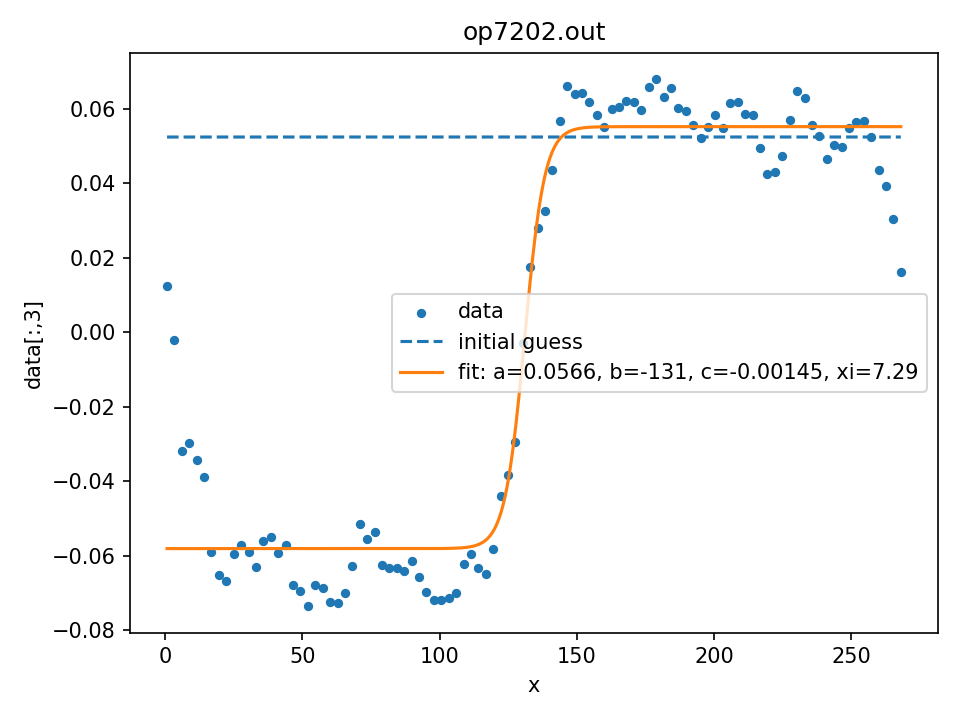 op7202.out
0.06
0.04
0.02
0.00
−0.02
−0.04
−0.06
−0.08
data[:,3]
data
initial guess
fit: a=0.0566, b=-131, c=-0.00145, xi=7.29
0 50 100 150 200 250
x